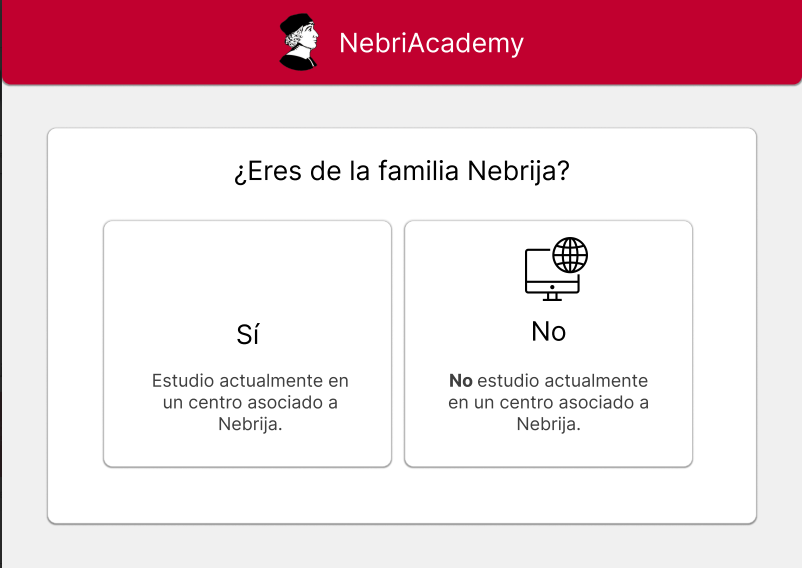 NebriAcademy
¿Eres de la familia Nebrija?
Sí
Estudio actualmente en
un centro asociado a
Nebrija.
No
No estudio actualmente
en un centro asociado a
Nebrija.